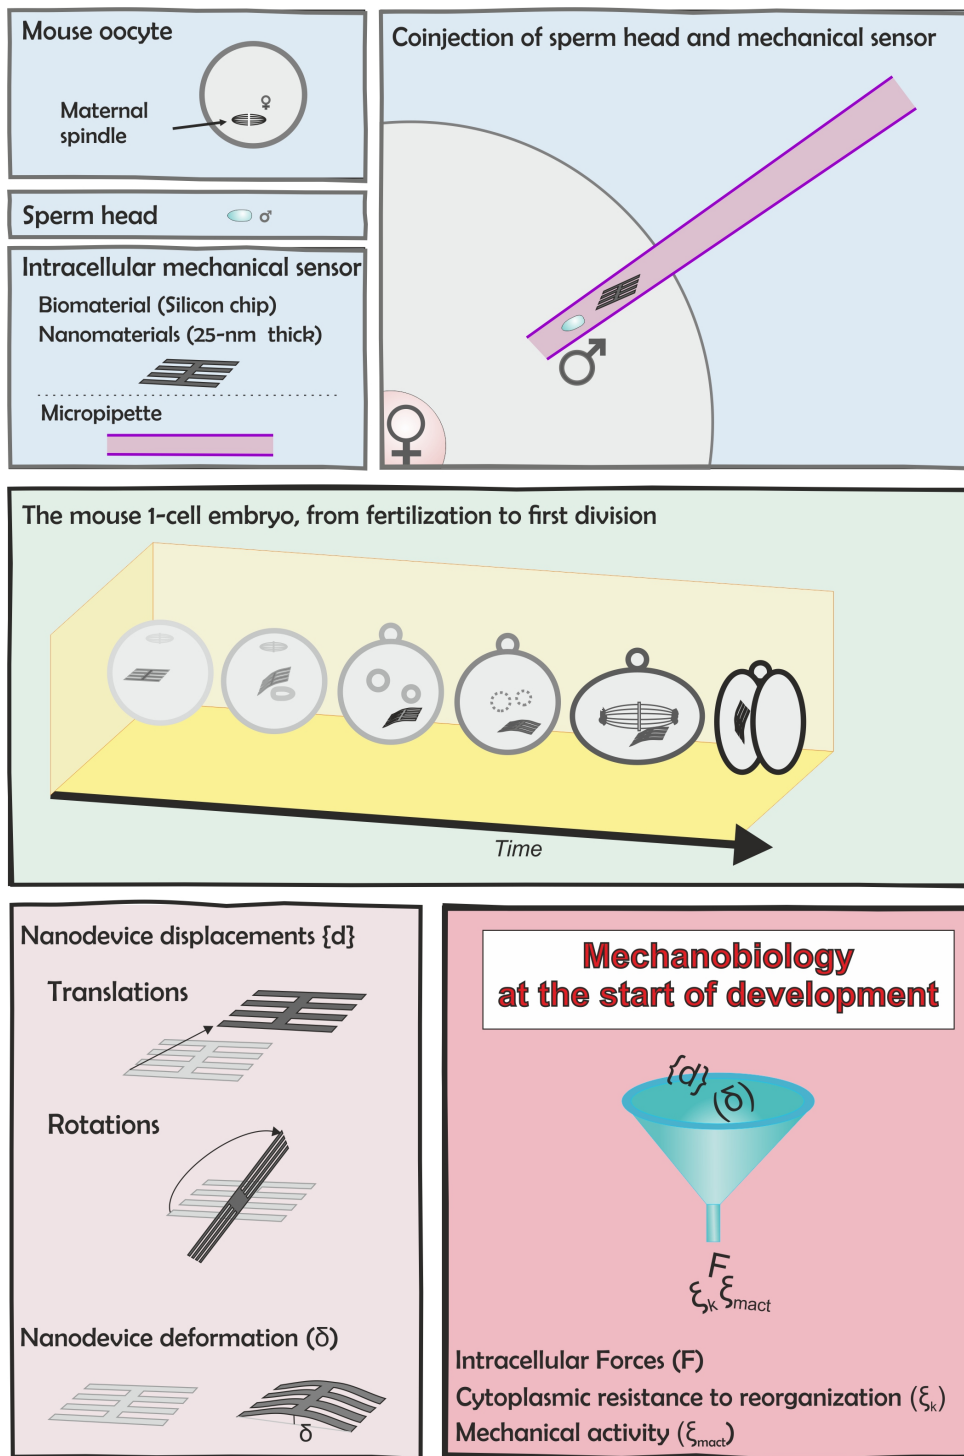 Mouse oocyte
Maternal
spindle
♀
Sperm head ♂
Intracellular mechanical sensor
Biomaterial (Silicon chip)
Nanomaterials (25-nm thick)
Micropipette
Coinjection of sperm head and mechanical sensor
♂
♀
The mouse 1-cell embryo, from fertilization to first division
Time
Nanodevice displacements {d}
Translations
Rotations
Nanodevice deformation (δ)
δ
Mechanobiology
at the start of development
{d}
(δ)
F
ξk ξmact
Intracellular Forces (F)
Cytoplasmic resistance to reorganization (ξk)
Mechanical activity (ξmact)